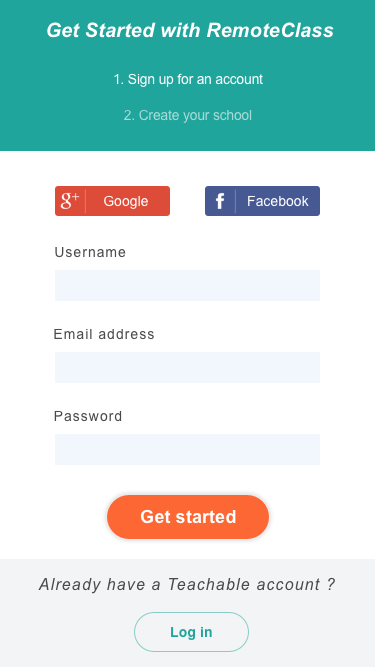 Get Started with RemoteClass
1. Sign up for an account
2. Create your school
g+ Google
f Facebook
Username
Email address
Password
Get started
Already have a Teachable account ?
Log in